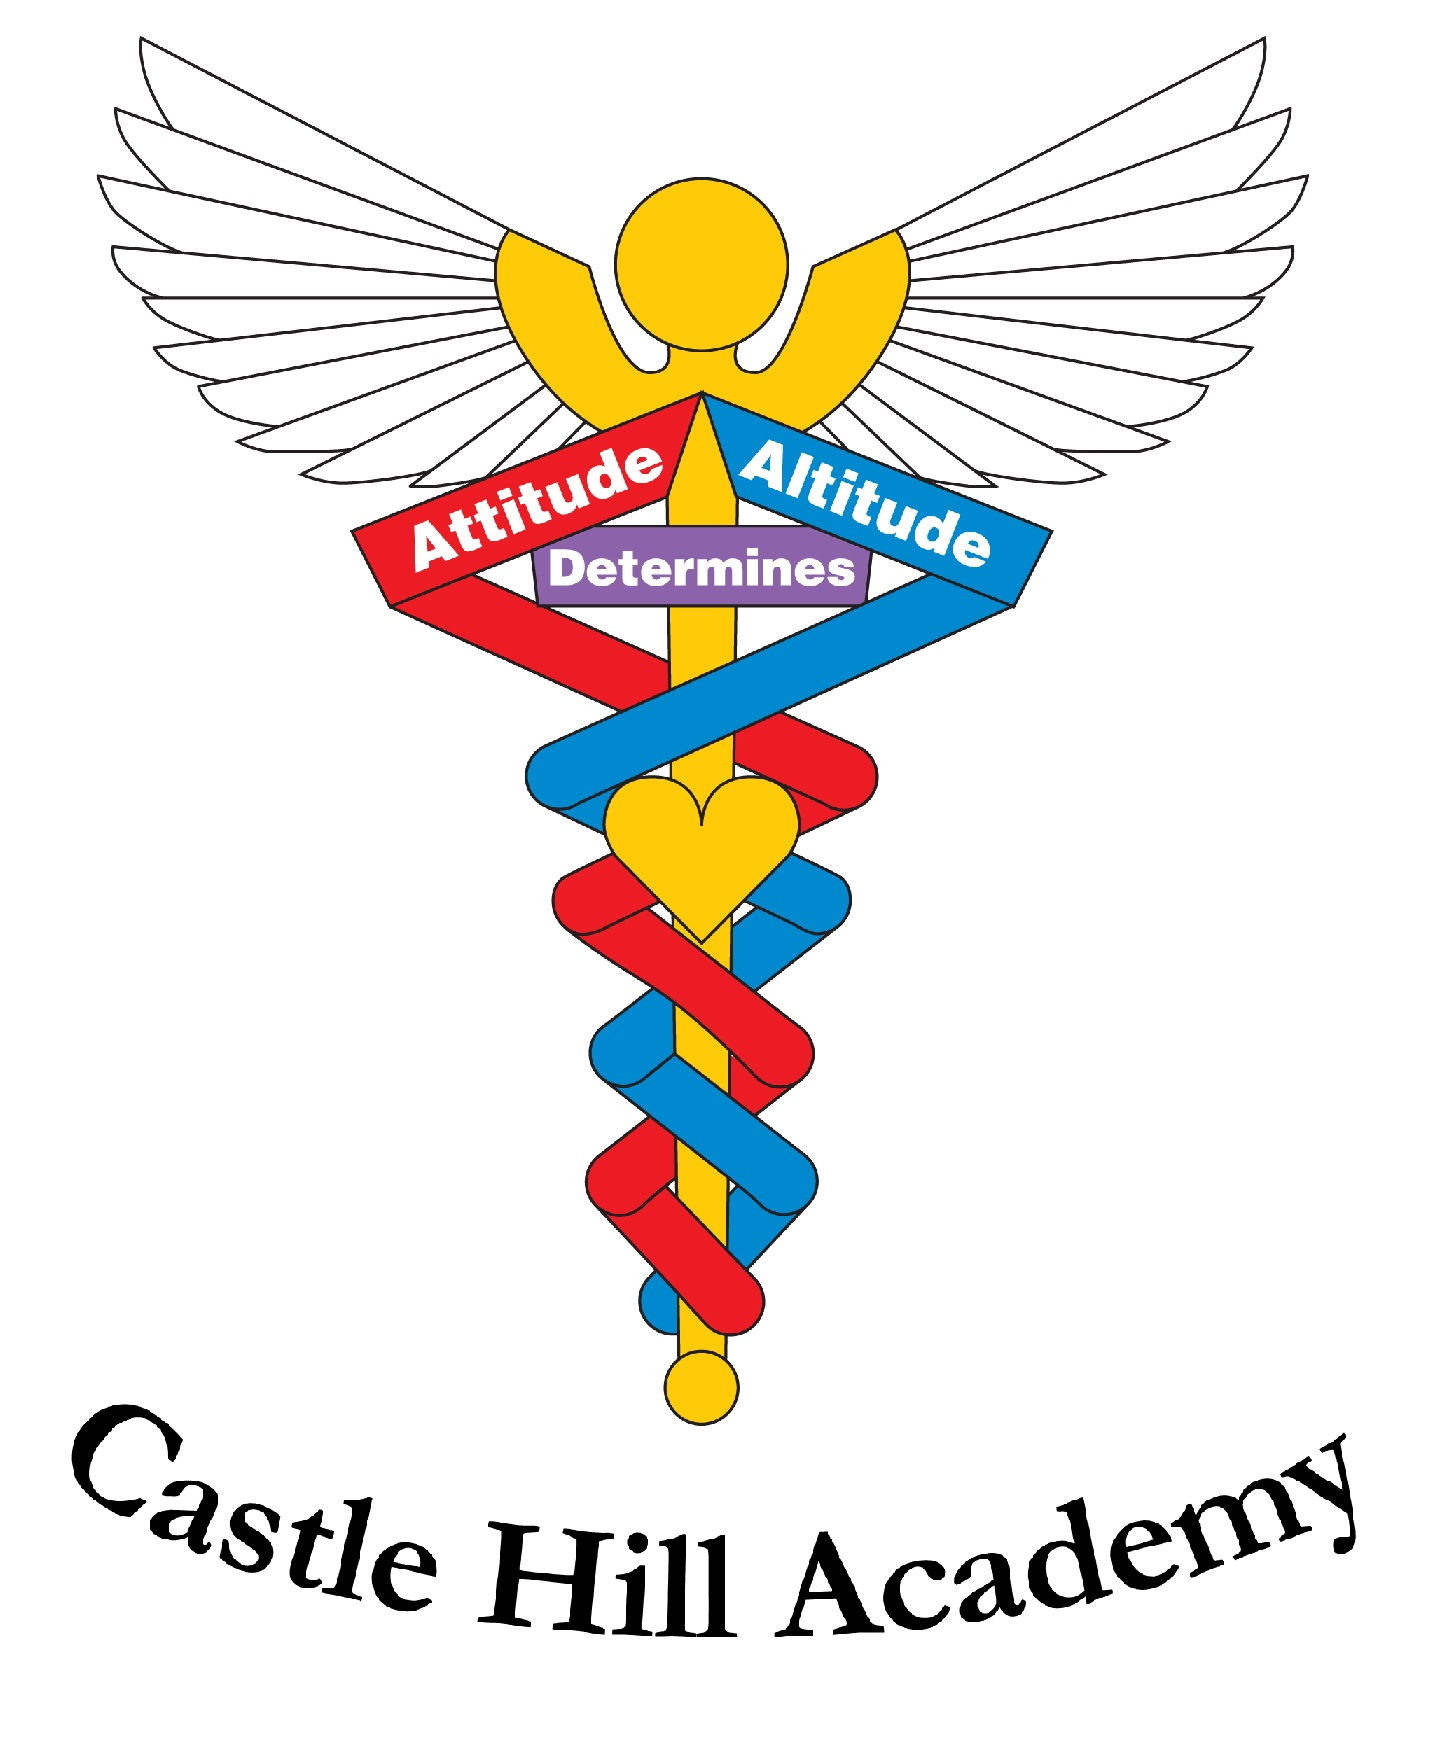 Attitude
Determines
Altitude
Castle Hill Academy